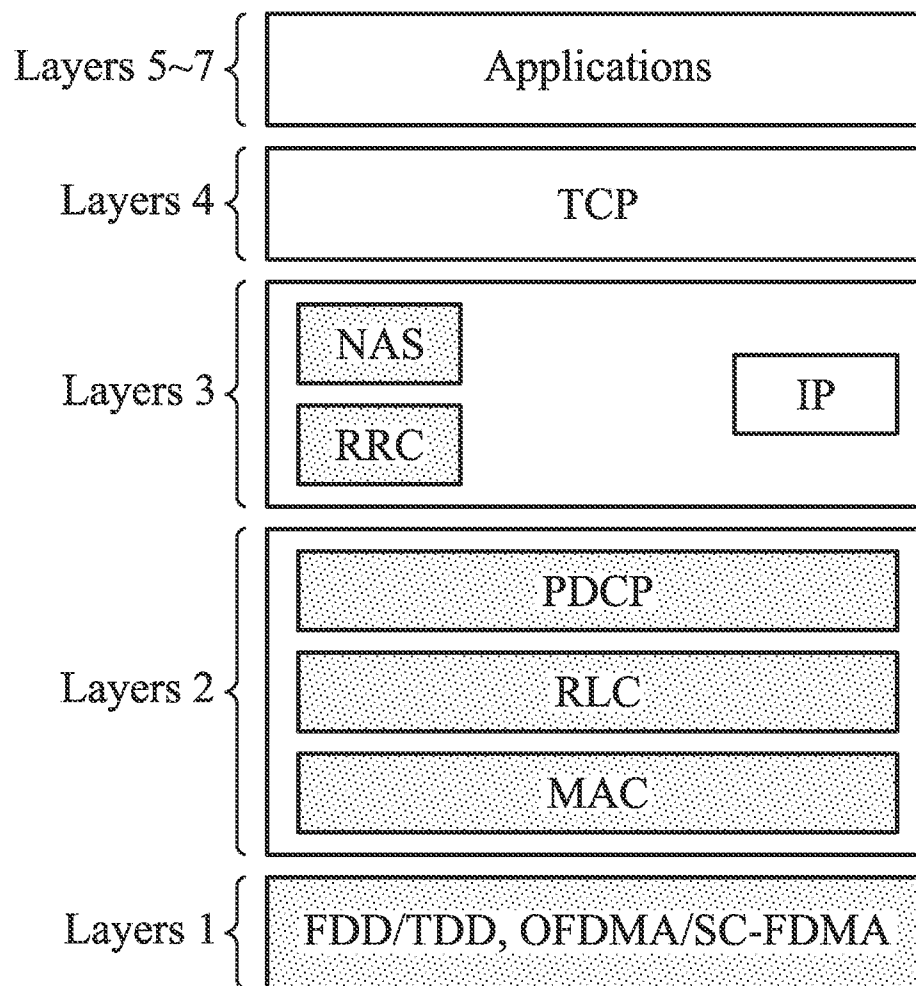 Layers 5~7
Applications
Layers 4
TCP
Layers 3
NAS
RRC
IP
Layers 2
PDCP
RLC
MAC
Layers 1
FDD/TDD, OFDMA/SC-FDMA